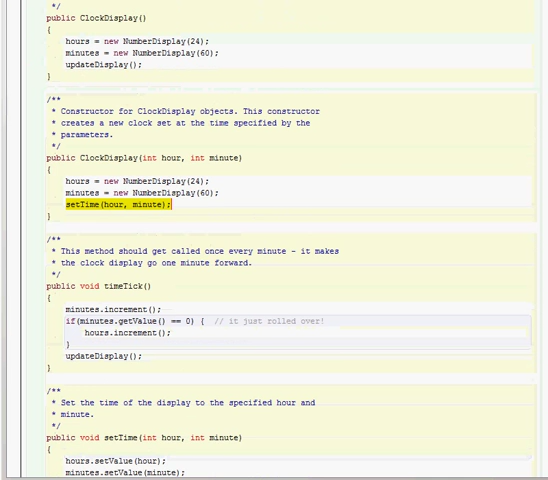 */
public ClockDisplay()
{
hours = new NumberDisplay(24);
minutes = new NumberDisplay(60);
updateDisplay();
}
/**
* Constructor for ClockDisplay objects. This constructor
* creates a new clock set at the time specified by the
* parameters.
*/
public ClockDisplay(int hour, int minute)
{
hours = new NumberDisplay(24);
minutes = new NumberDisplay(60);
setTime(hour, minute);
}
/**
* This method should get called once every minute - it makes
* the clock display go one minute forward.
*/
public void timeTick()
{
minutes.increment();
if(minutes.getValue() == 0) { // it just rolled over!
hours.increment();
}
updateDisplay();
}
/**
* Set the time of the display to the specified hour and
* minute.
*/
public void setTime(int hour, int minute)
{
hours.setValue(hour);
minutes.setValue(minute);